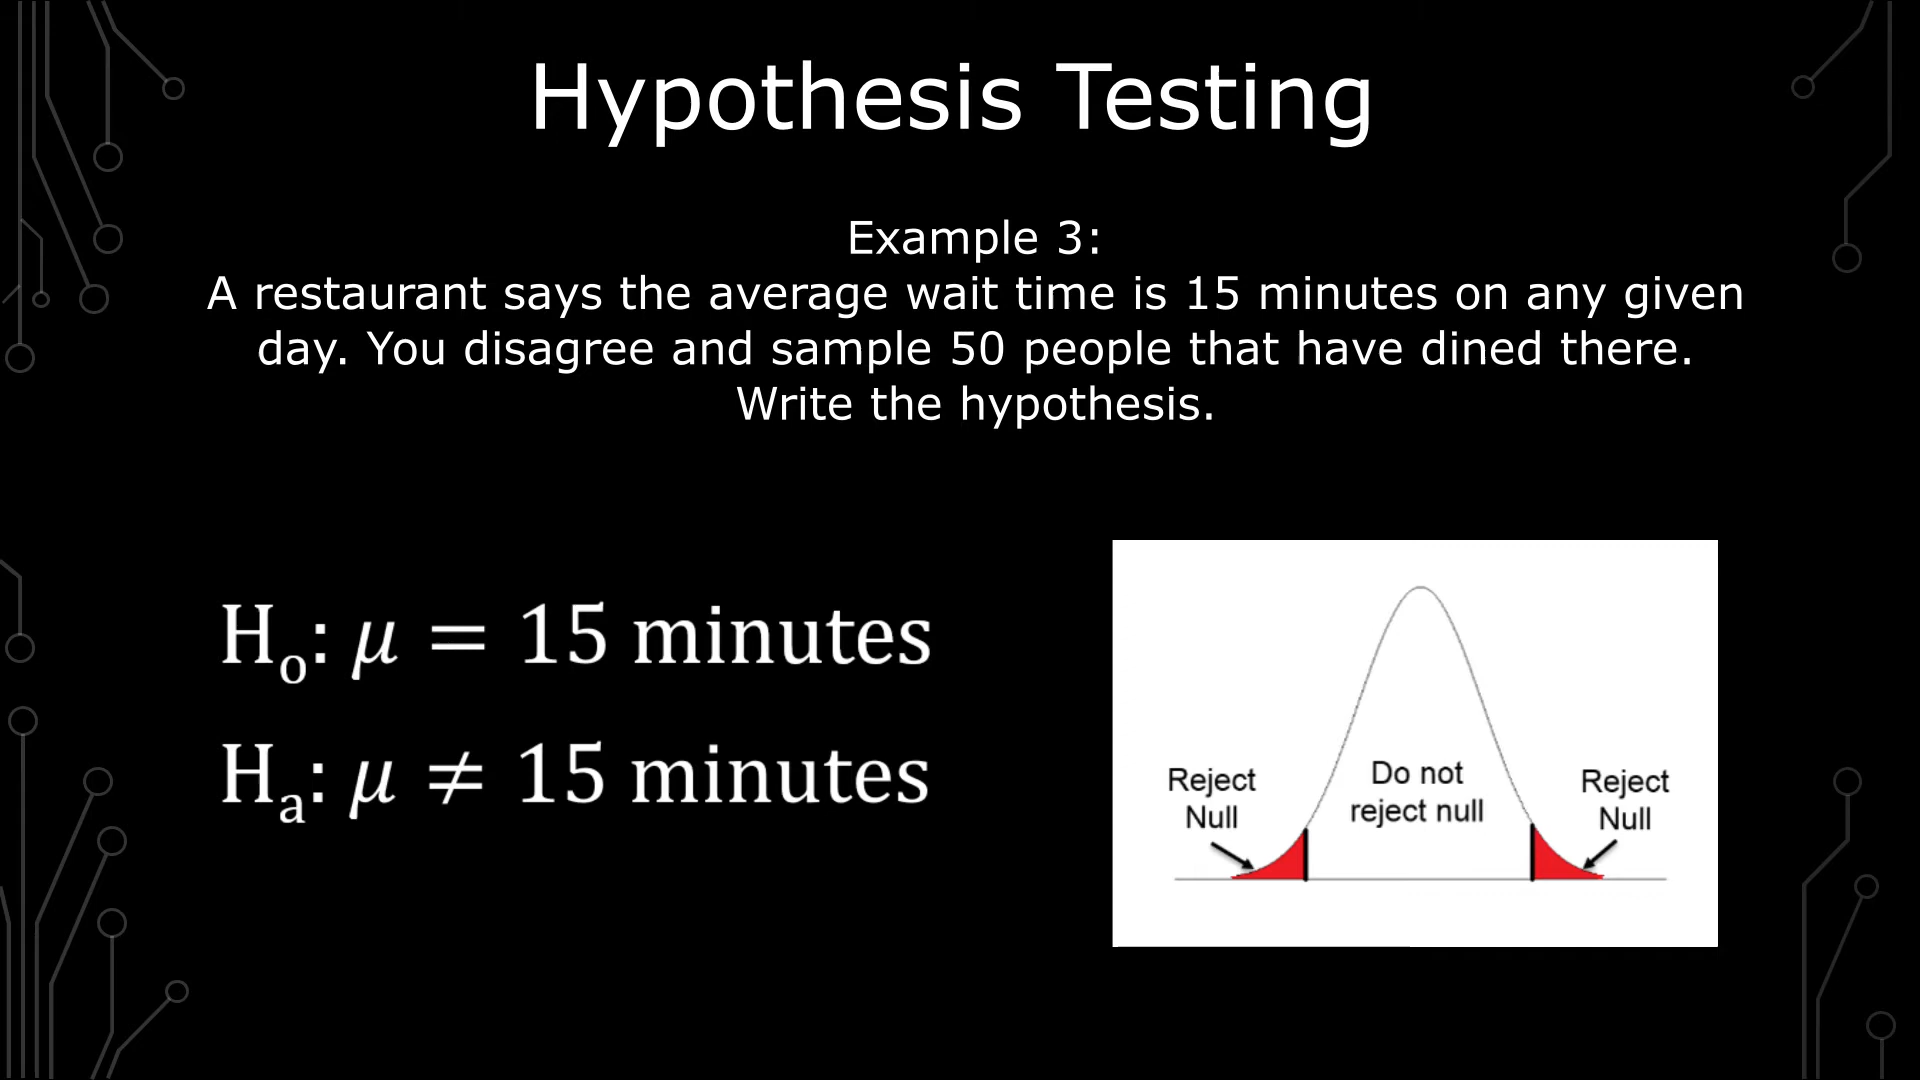 Hypothesis Testing
Example 3:
A restaurant says the average wait time is 15 minutes on any given
day. You disagree and sample 50 people that have dined there.
Write the hypothesis.
Hₒ: μ = 15 minutes
Hₐ: μ ≠ 15 minutes
Reject
Null
Do not
reject null
Reject
Null